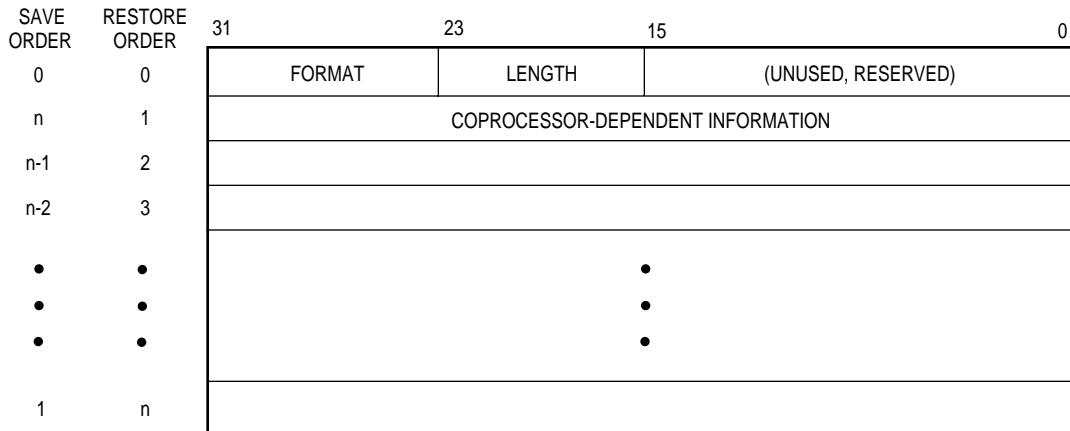 SAVE ORDER RESTORE ORDER 31 23 15 0
0 0 FORMAT LENGTH (UNUSED, RESERVED)
n 1 COPROCESSOR-DEPENDENT INFORMATION
n-1 2
n-2 3
1 n